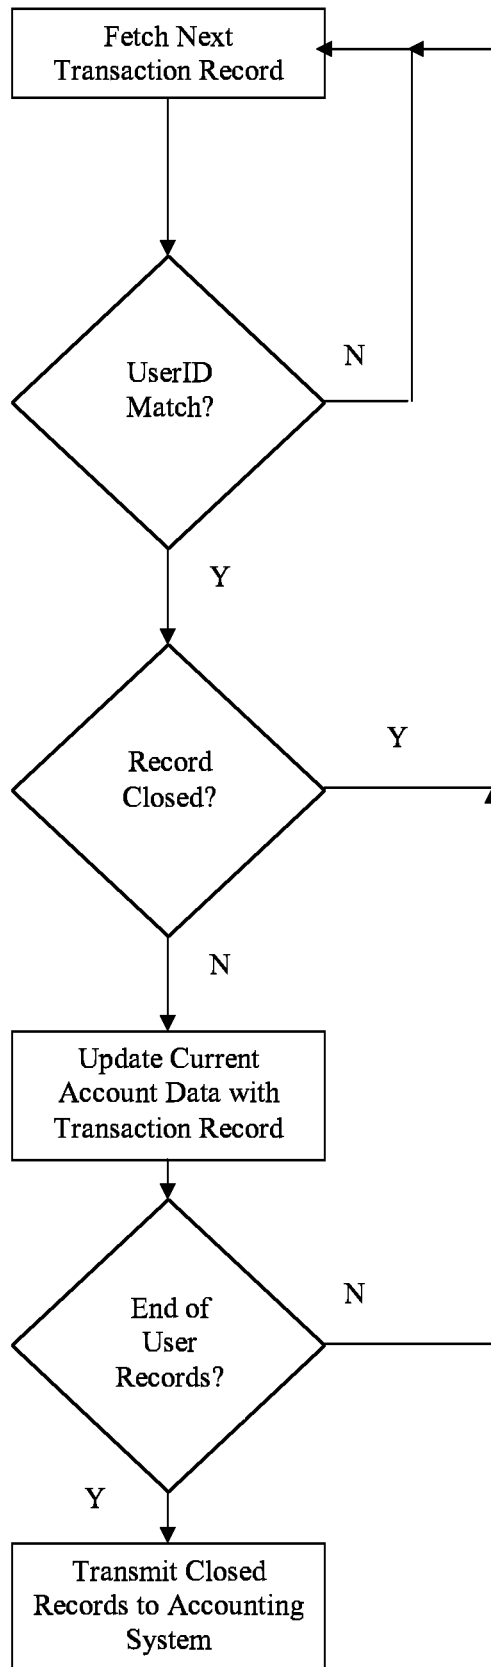 Fetch Next
Transaction Record
N
UserID
Match?
Y
Y
Record
Closed?
N
Update Current
Account Data with
Transaction Record
N
End of
User
Records?
Y
Transmit Closed
Records to Accounting
System